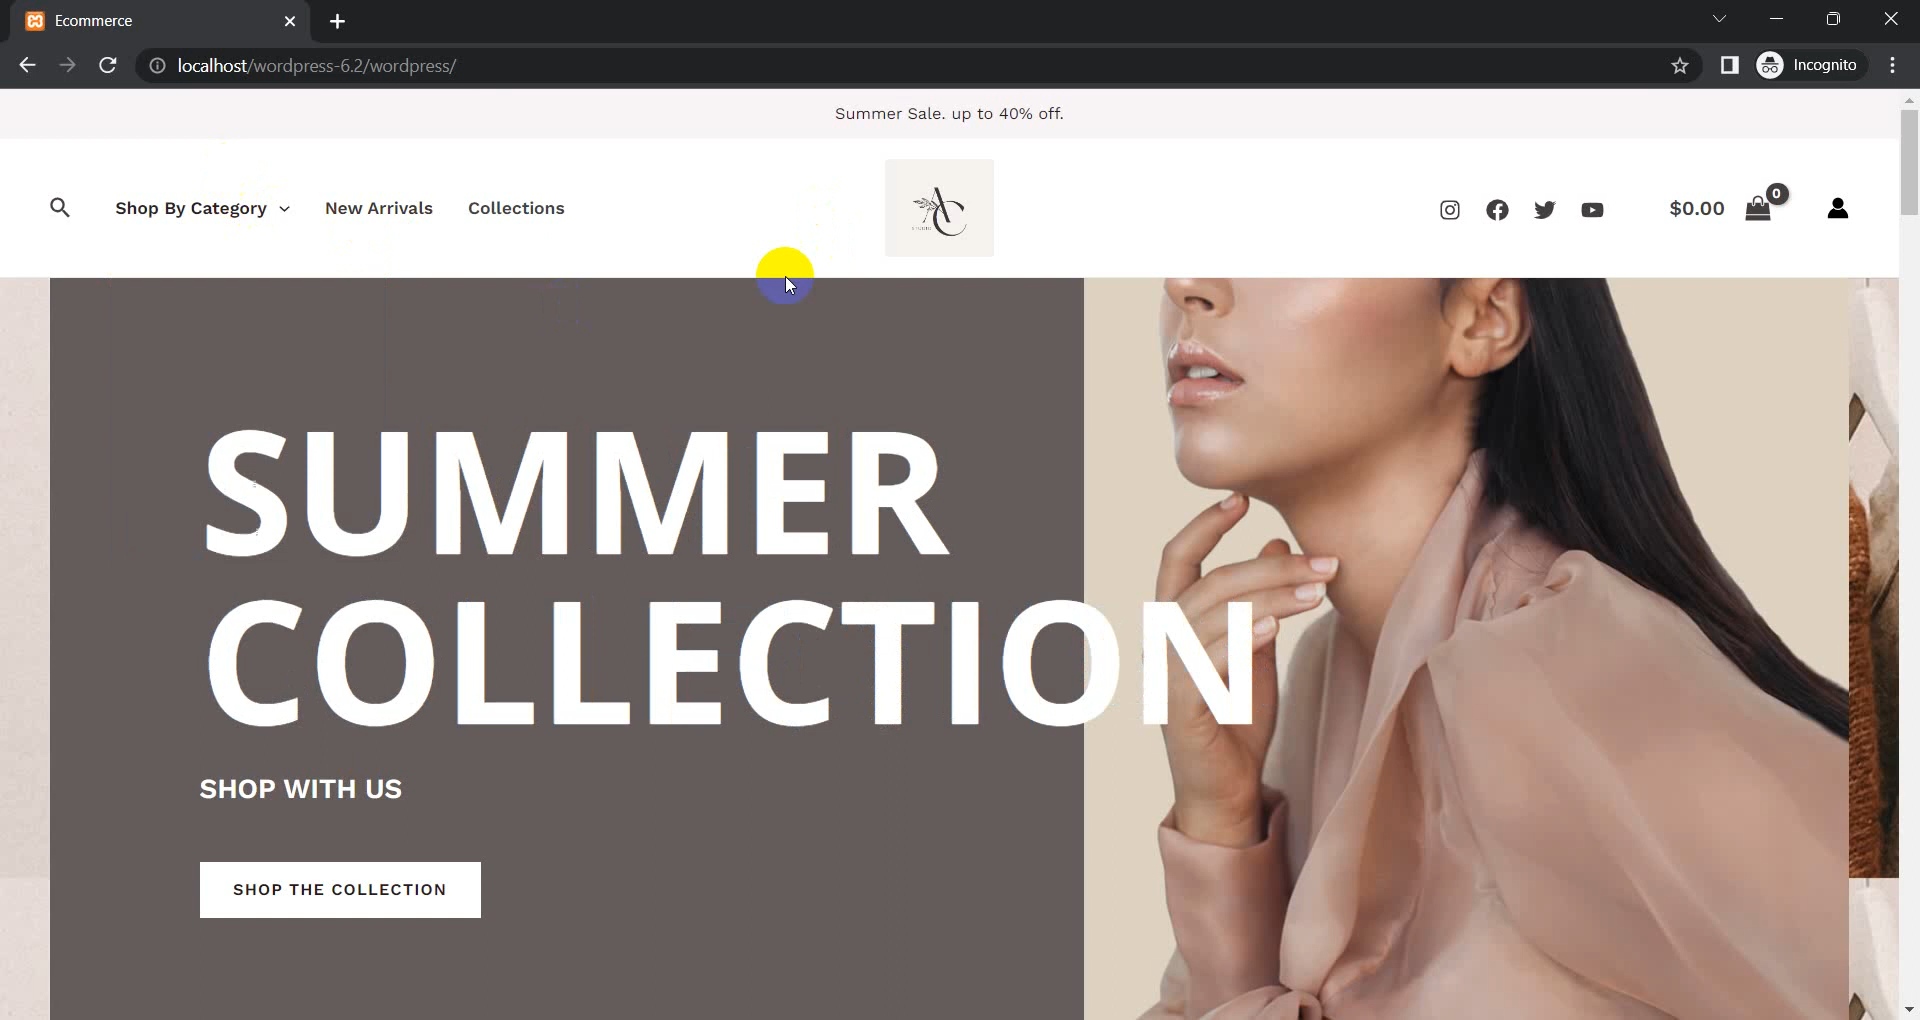 Ecommerce
localhost/wordpress-6.2/wordpress/
Incognito
Summer Sale. up to 40% off.
Shop By Category
New Arrivals
Collections
AC
$0.00
0
SUMMER
COLLECTION
SHOP WITH US
SHOP THE COLLECTION